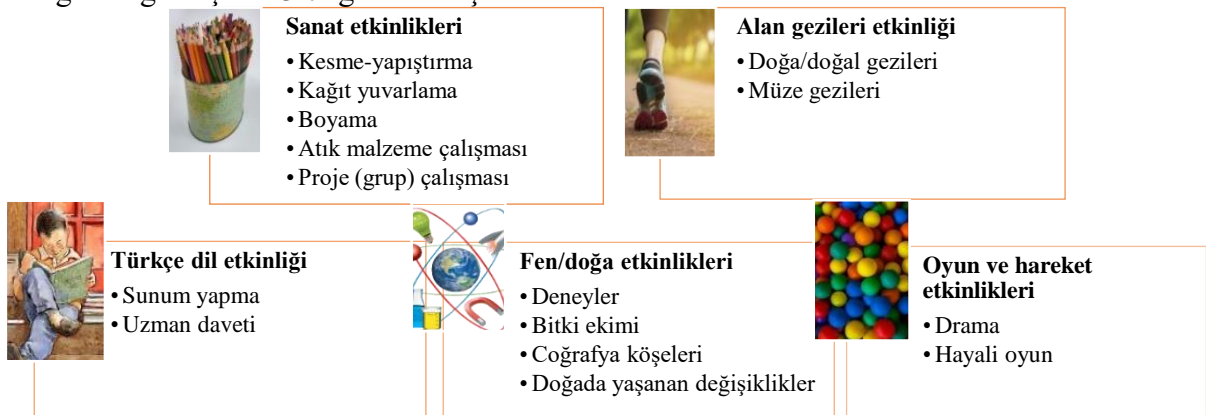 Sanat etkinlikleri
• Kesme-yapıştırma
• Kağıt yuvarlama
• Boyama
• Atık malzeme çalışması
• Proje (grup) çalışması
Alan gezileri etkinliği
• Doğa/doğal gezileri
• Müze gezileri
Türkçe dil etkinliği
• Sunum yapma
• Uzman daveti
Fen/doğa etkinlikleri
• Deneyler
• Bitki ekimi
• Coğrafya köşeleri
• Doğada yaşanan değişiklikler
Oyun ve hareket
etkinlikleri
• Drama
• Hayali oyun